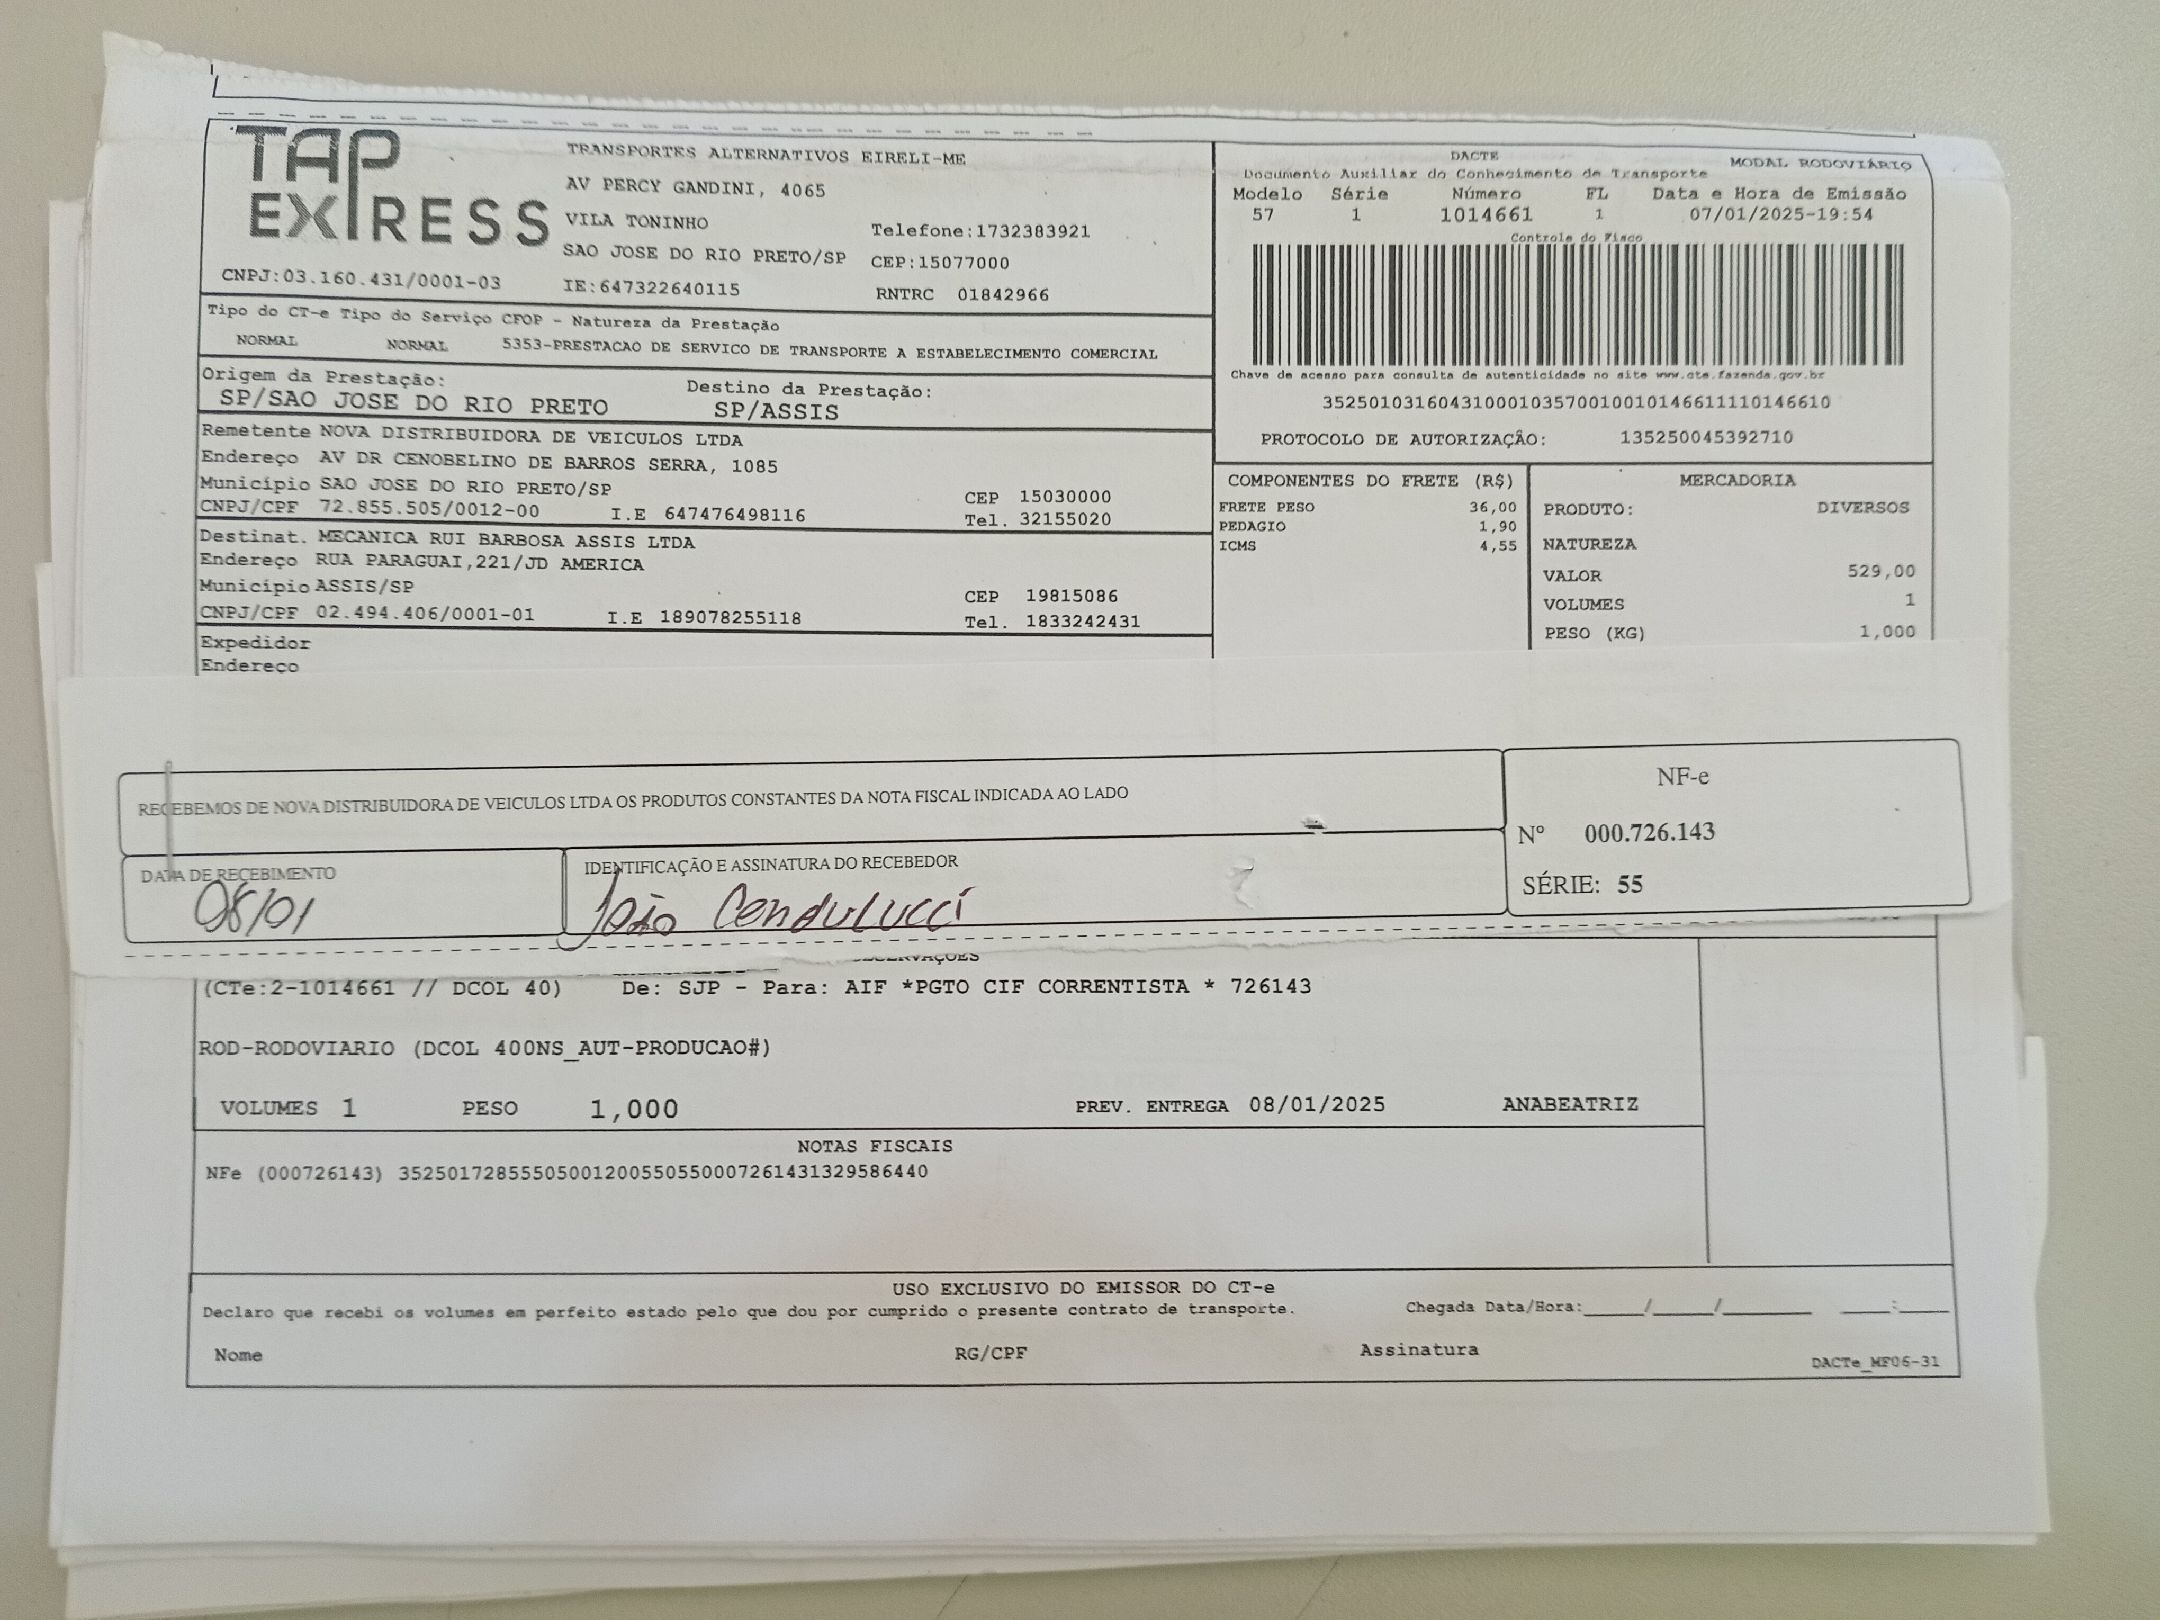 TAP EXPRESS
TRANSPORTES ALTERNATIVOS EIRELI-ME
AV PERCY GANDINI, 4065
VILA TONINHO
Telefone:1732383921
SAO JOSE DO RIO PRETO/SP CEP:15077000
CNPJ:03.160.431/0001-03 IE:647322640115 RNTRC 01842966
DACTE MODAL RODOVIÁRIO
Documento Auxiliar do Conhecimento de Transporte
Modelo Série Número FL Data e Hora de Emissão
57 1 1014661 1 07/01/2025-19:54
Controle do Fisco
Chave de acesso para consulta de autenticidade no site www.cte.fazenda.gov.br
35250103160431000103570010010146611110146610
PROTOCOLO DE AUTORIZAÇÃO: 135250045392710
Tipo do CT-e Tipo do Serviço CFOP - Natureza da Prestação
NORMAL NORMAL 5353-PRESTACAO DE SERVICO DE TRANSPORTE A ESTABELECIMENTO COMERCIAL
Origem da Prestação: Destino da Prestação:
SP/SAO JOSE DO RIO PRETO SP/ASSIS
Remetente NOVA DISTRIBUIDORA DE VEICULOS LTDA
Endereço AV DR CENOBELINO DE BARROS SERRA, 1085
Município SAO JOSE DO RIO PRETO/SP CEP 15030000
CNPJ/CPF 72.855.505/0012-00 I.E 647476498116 Tel. 32155020
Destinat. MECANICA RUI BARBOSA ASSIS LTDA
Endereço RUA PARAGUAI,221/JD AMERICA
Município ASSIS/SP CEP 19815086
CNPJ/CPF 02.494.406/0001-01 I.E 189078255118 Tel. 1833242431
Expedidor
Endereço
COMPONENTES DO FRETE (R$)
FRETE PESO 36,00
PEDAGIO 1,90
ICMS 4,55
MERCADORIA
PRODUTO: DIVERSOS
NATUREZA
VALOR 529,00
VOLUMES 1
PESO (KG) 1,000
RECEBEMOS DE NOVA DISTRIBUIDORA DE VEICULOS LTDA OS PRODUTOS CONSTANTES DA NOTA FISCAL INDICADA AO LADO
DATA DE RECEBIMENTO IDENTIFICAÇÃO E ASSINATURA DO RECEBEDOR
08/01 João Cendulucci
NF-e
Nº 000.726.143
SÉRIE: 55
(CTe:2-1014661 // DCOL 40) De: SJP - Para: AIF *PGTO CIF CORRENTISTA * 726143
ROD-RODOVIARIO (DCOL 400NS_AUT-PRODUCAO#)
VOLUMES 1 PESO 1,000 PREV. ENTREGA 08/01/2025 ANABEATRIZ
NOTAS FISCAIS
NFe (000726143) 35250172855505001200550550007261431329586440
USO EXCLUSIVO DO EMISSOR DO CT-e
Declaro que recebi os volumes em perfeito estado pelo que dou por cumprido o presente contrato de transporte. Chegada Data/Hora:_____/_____/________ ____:____
Nome RG/CPF Assinatura
DACTe_MF06-31